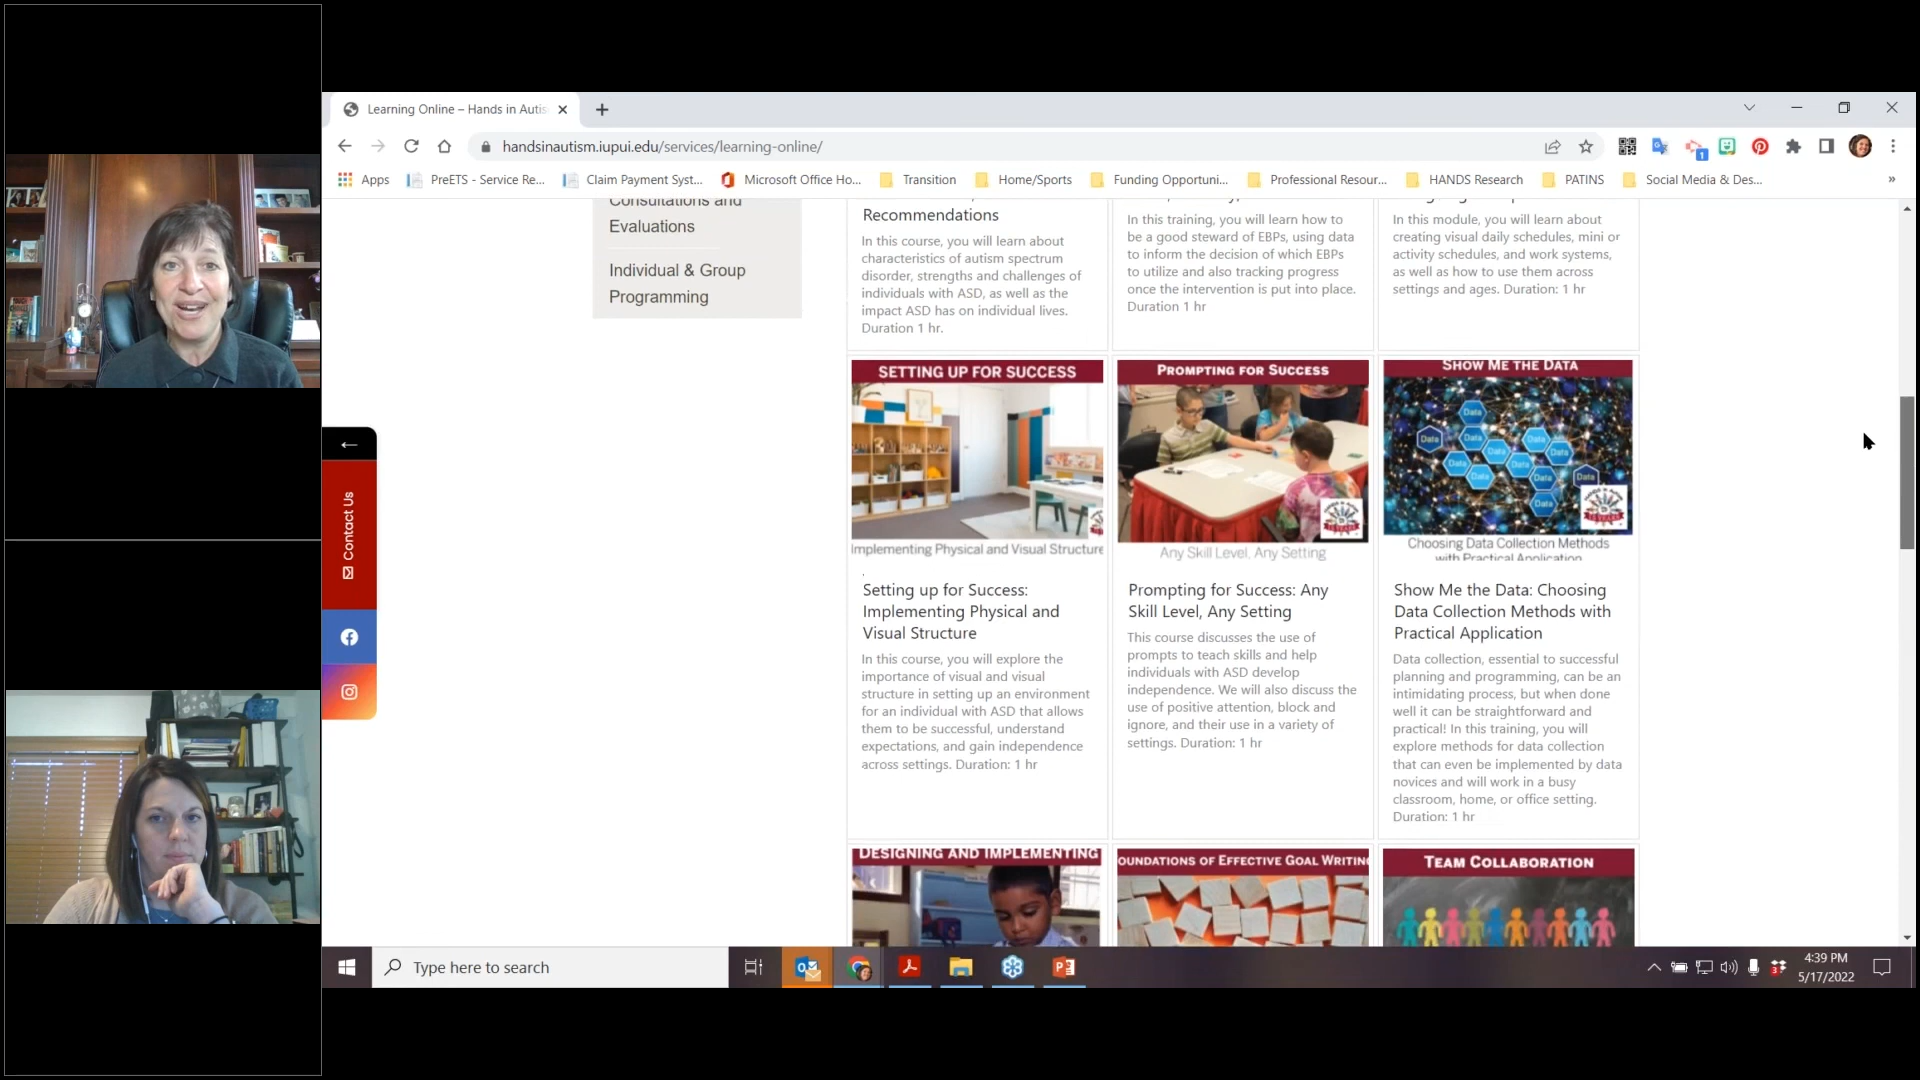 Learning Online – Hands in Autis
handsinautism.iupui.edu/services/learning-online/
1
Apps
PreETS - Service Re...
Claim Payment Syst...
Microsoft Office Ho...
Transition
Home/Sports
Funding Opportuni...
Professional Resour...
HANDS Research
PATINS
Social Media & Des...
»
Consultations and
Evaluations
Individual & Group
Programming
Contact Us
Recommendations
In this course, you will learn about
characteristics of autism spectrum
disorder, strengths and challenges of
individuals with ASD, as well as the
impact ASD has on individual lives.
Duration 1 hr.
In this training, you will learn how to
be a good steward of EBPs, using data
to inform the decision of which EBPs
to utilize and also tracking progress
once the intervention is put into place.
Duration 1 hr
In this module, you will learn about
creating visual daily schedules, mini or
activity schedules, and work systems,
as well as how to use them across
settings and ages. Duration: 1 hr
SETTING UP FOR SUCCESS
Implementing Physical and Visual Structure
Setting up for Success:
Implementing Physical and
Visual Structure
In this course, you will explore the
importance of visual and visual
structure in setting up an environment
for an individual with ASD that allows
them to be successful, understand
expectations, and gain independence
across settings. Duration: 1 hr
PROMPTING FOR SUCCESS
Any Skill Level, Any Setting
Prompting for Success: Any
Skill Level, Any Setting
This course discusses the use of
prompts to teach skills and help
individuals with ASD develop
independence. We will also discuss the
use of positive attention, block and
ignore, and their use in a variety of
settings. Duration: 1 hr
SHOW ME THE DATA
Data
Data
Data
Data
Data
Data
Data
Data
Data
Data
Data
Data
Choosing Data Collection Methods
with Practical Application
Show Me the Data: Choosing
Data Collection Methods with
Practical Application
Data collection, essential to successful
planning and programming, can be an
intimidating process, but when done
well it can be straightforward and
practical! In this training, you will
explore methods for data collection
that can even be implemented by data
novices and will work in a busy
classroom, home, or office setting.
Duration: 1 hr
DESIGNING AND IMPLEMENTING
OUNDATIONS OF EFFECTIVE GOAL WRITIN
TEAM COLLABORATION
Type here to search
4:39 PM
5/17/2022